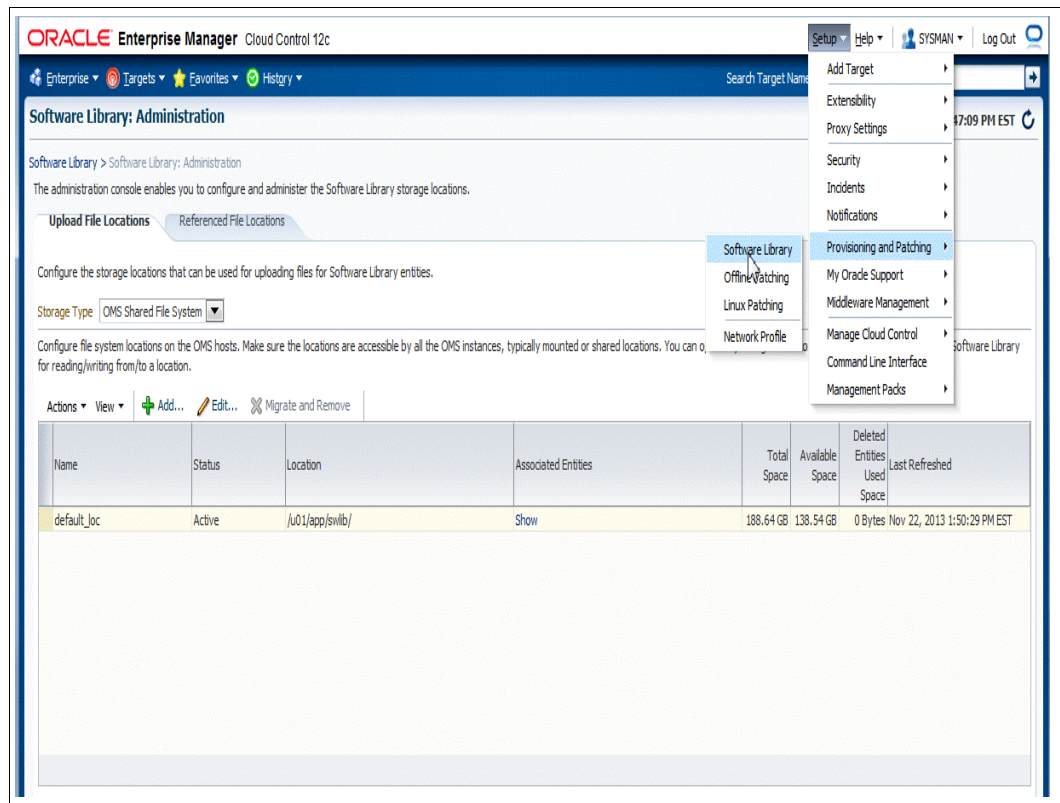 ORACLE Enterprise Manager Cloud Control 12c
Setup Help SYSMAN Log Out
Enterprise Targets Favorites History
Search Target Name
Software Library: Administration
47:09 PM EST
Software Library > Software Library: Administration
The administration console enables you to configure and administer the Software Library storage locations.
Upload File Locations Referenced File Locations
Configure the storage locations that can be used for uploading files for Software Library entities.
Storage Type OMS Shared File System
Configure file system locations on the OMS hosts. Make sure the locations are accessible by all the OMS instances, typically mounted or shared locations. You can
Software Library
for reading/writing from/to a location.
Add Target
Extensibility
Proxy Settings
Security
Incidents
Notifications
Provisioning and Patching
My Oracle Support
Middleware Management
Manage Cloud Control
Command Line Interface
Management Packs
Software Library
Offline Patching
Linux Patching
Network Profile
Actions View Add... Edit... Migrate and Remove
Name Status Location Associated Entities Total Space Available Space Deleted Entities Used Space Last Refreshed
default_loc Active /u01/app/swlib/ Show 188.64 GB 138.54 GB 0 Bytes Nov 22, 2013 1:50:29 PM EST